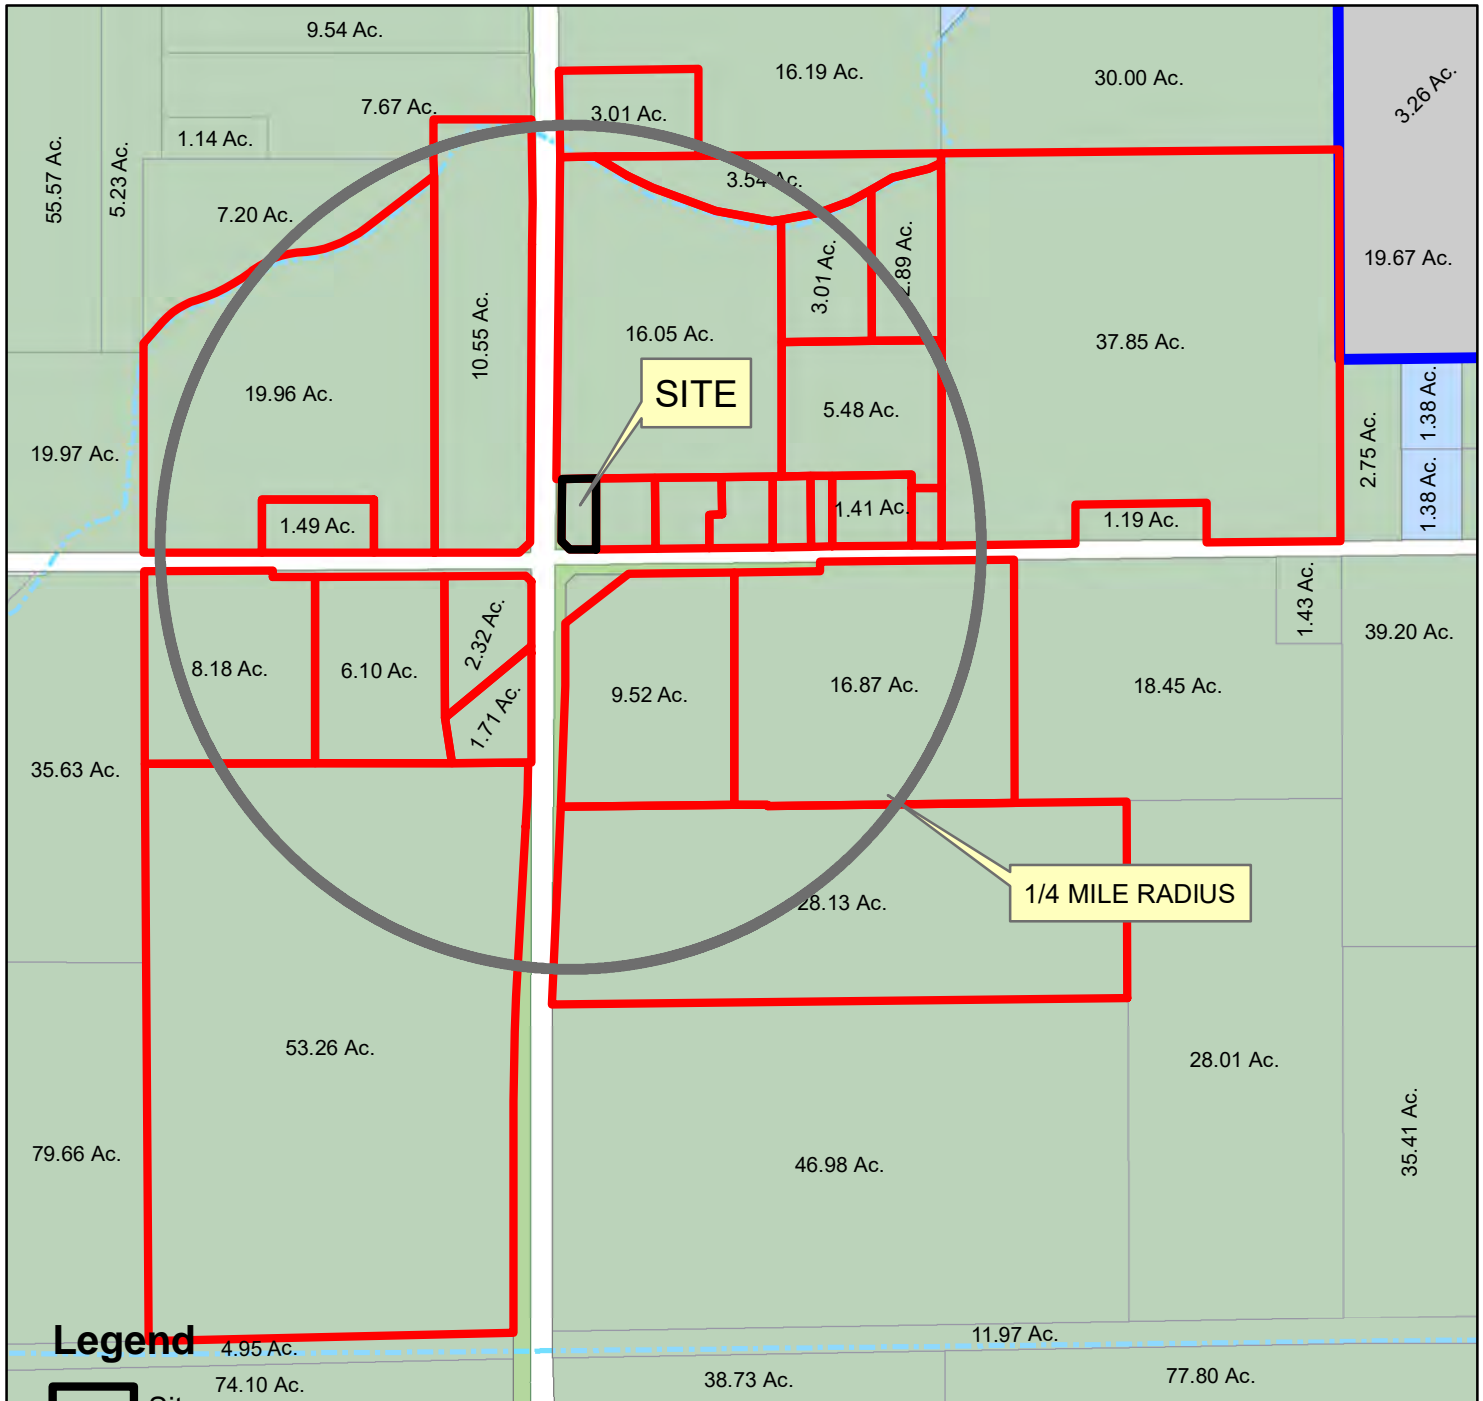 9.54 Ac.
16.19 Ac.
30.00 Ac.
3.26 Ac.
7.67 Ac.
3.01 Ac.
1.14 Ac.
55.57 Ac.
5.23 Ac.
3.54 Ac.
7.20 Ac.
3.01 Ac.
2.89 Ac.
19.67 Ac.
10.55 Ac.
16.05 Ac.
37.85 Ac.
19.96 Ac.
SITE
5.48 Ac.
1.38 Ac.
19.97 Ac.
2.75 Ac.
1.38 Ac.
1.49 Ac.
1.41 Ac.
1.19 Ac.
2.32 Ac.
1.43 Ac.
39.20 Ac.
8.18 Ac.
6.10 Ac.
9.52 Ac.
16.87 Ac.
18.45 Ac.
1.71 Ac.
35.63 Ac.
1/4 MILE RADIUS
28.13 Ac.
53.26 Ac.
28.01 Ac.
79.66 Ac.
46.98 Ac.
35.41 Ac.
Legend
4.95 Ac.
11.97 Ac.
74.10 Ac.
38.73 Ac.
77.80 Ac.